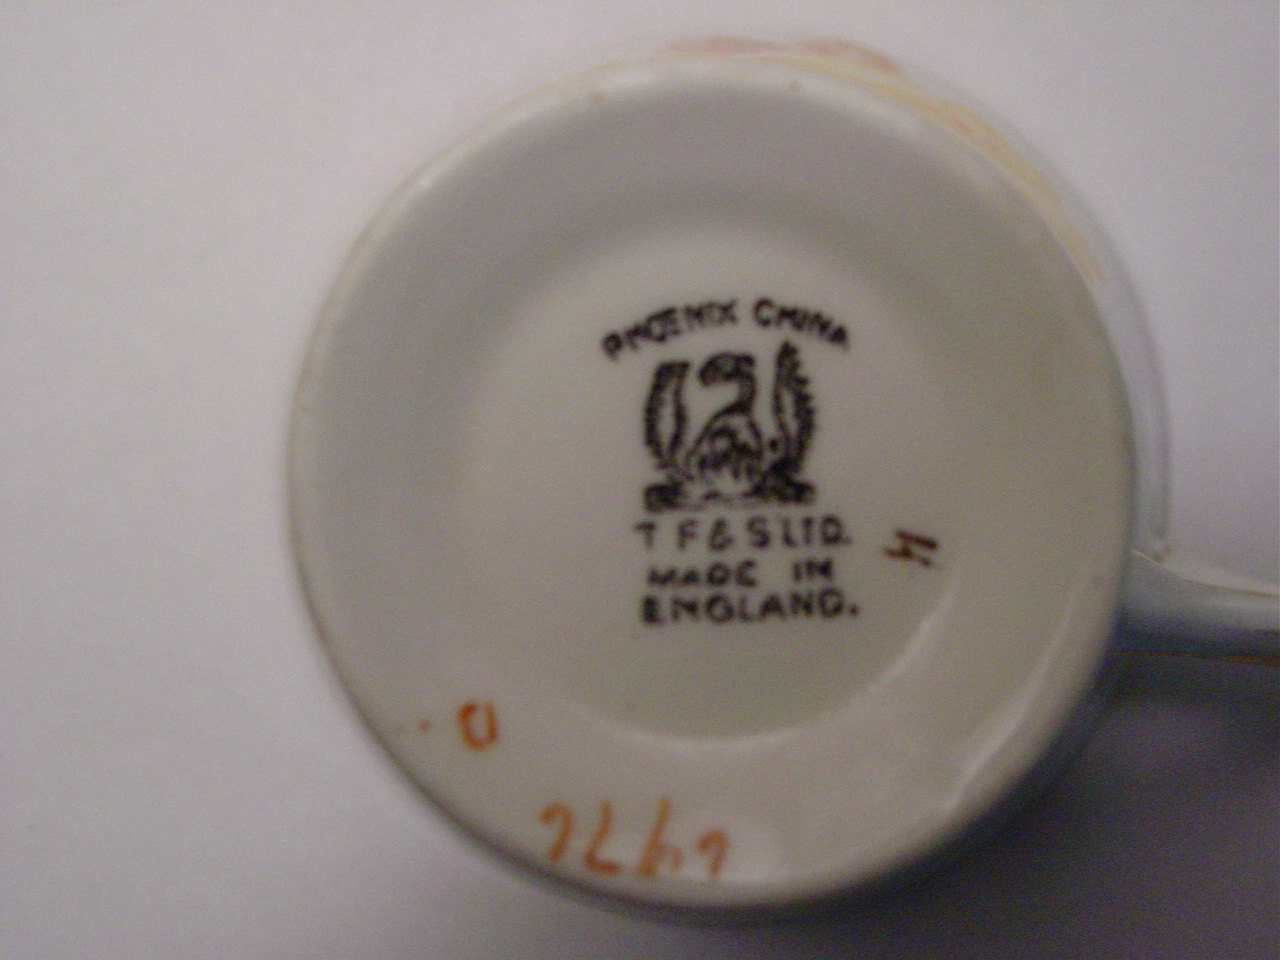 PHOENIX CHINA
T F & S LTD.
MADE IN
ENGLAND.